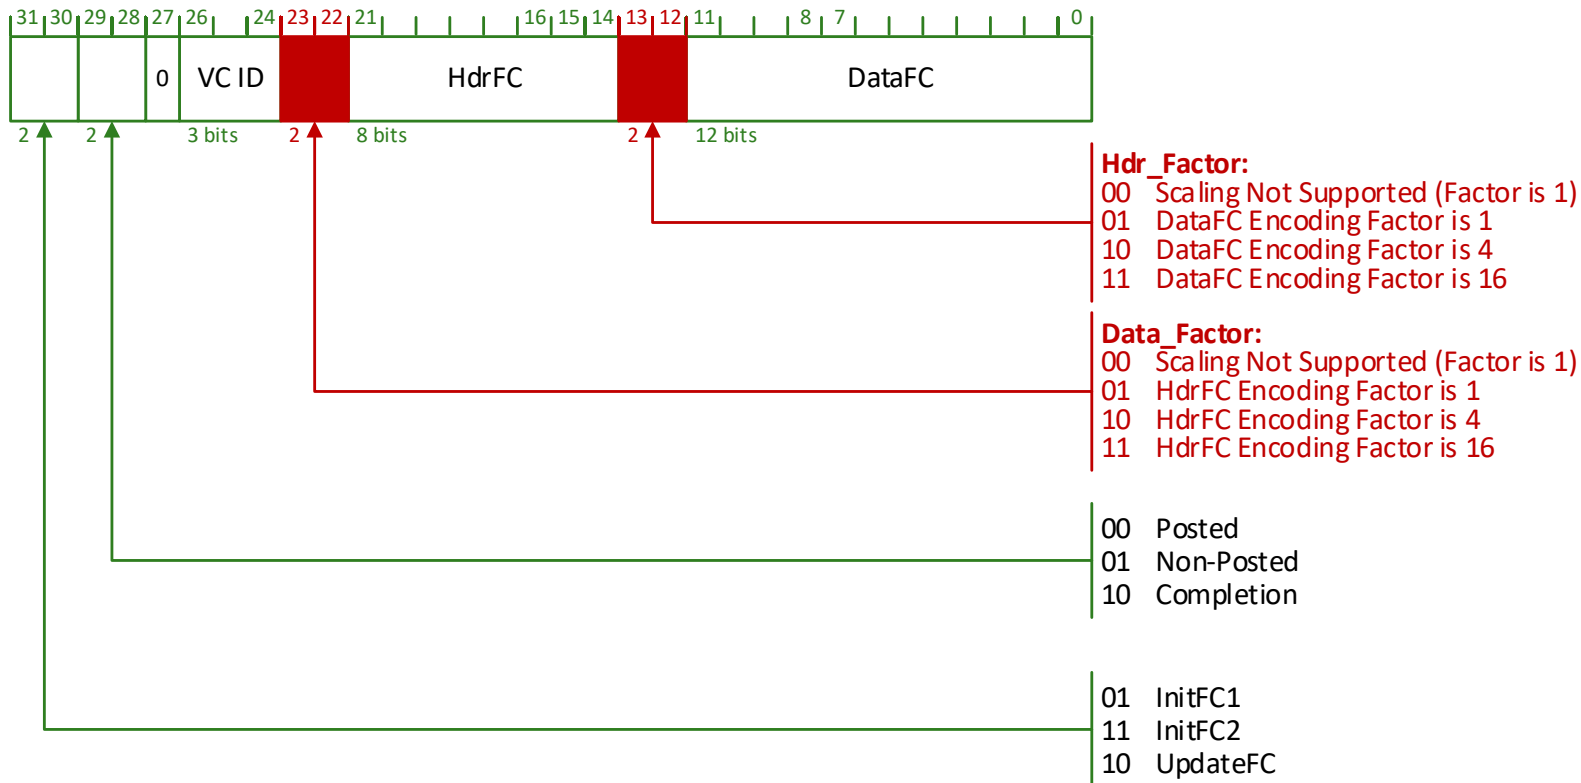 31 30 29 28 27 26 24 23 22 21 16 15 14 13 12 11 8 7 0
0 VC ID HdrFC DataFC
2 2 3 bits 2 8 bits 2 12 bits
Hdr_Factor:
00 Scaling Not Supported (Factor is 1)
01 DataFC Encoding Factor is 1
10 DataFC Encoding Factor is 4
11 DataFC Encoding Factor is 16
Data_Factor:
00 Scaling Not Supported (Factor is 1)
01 HdrFC Encoding Factor is 1
10 HdrFC Encoding Factor is 4
11 HdrFC Encoding Factor is 16
00 Posted
01 Non-Posted
10 Completion
01 InitFC1
11 InitFC2
10 UpdateFC